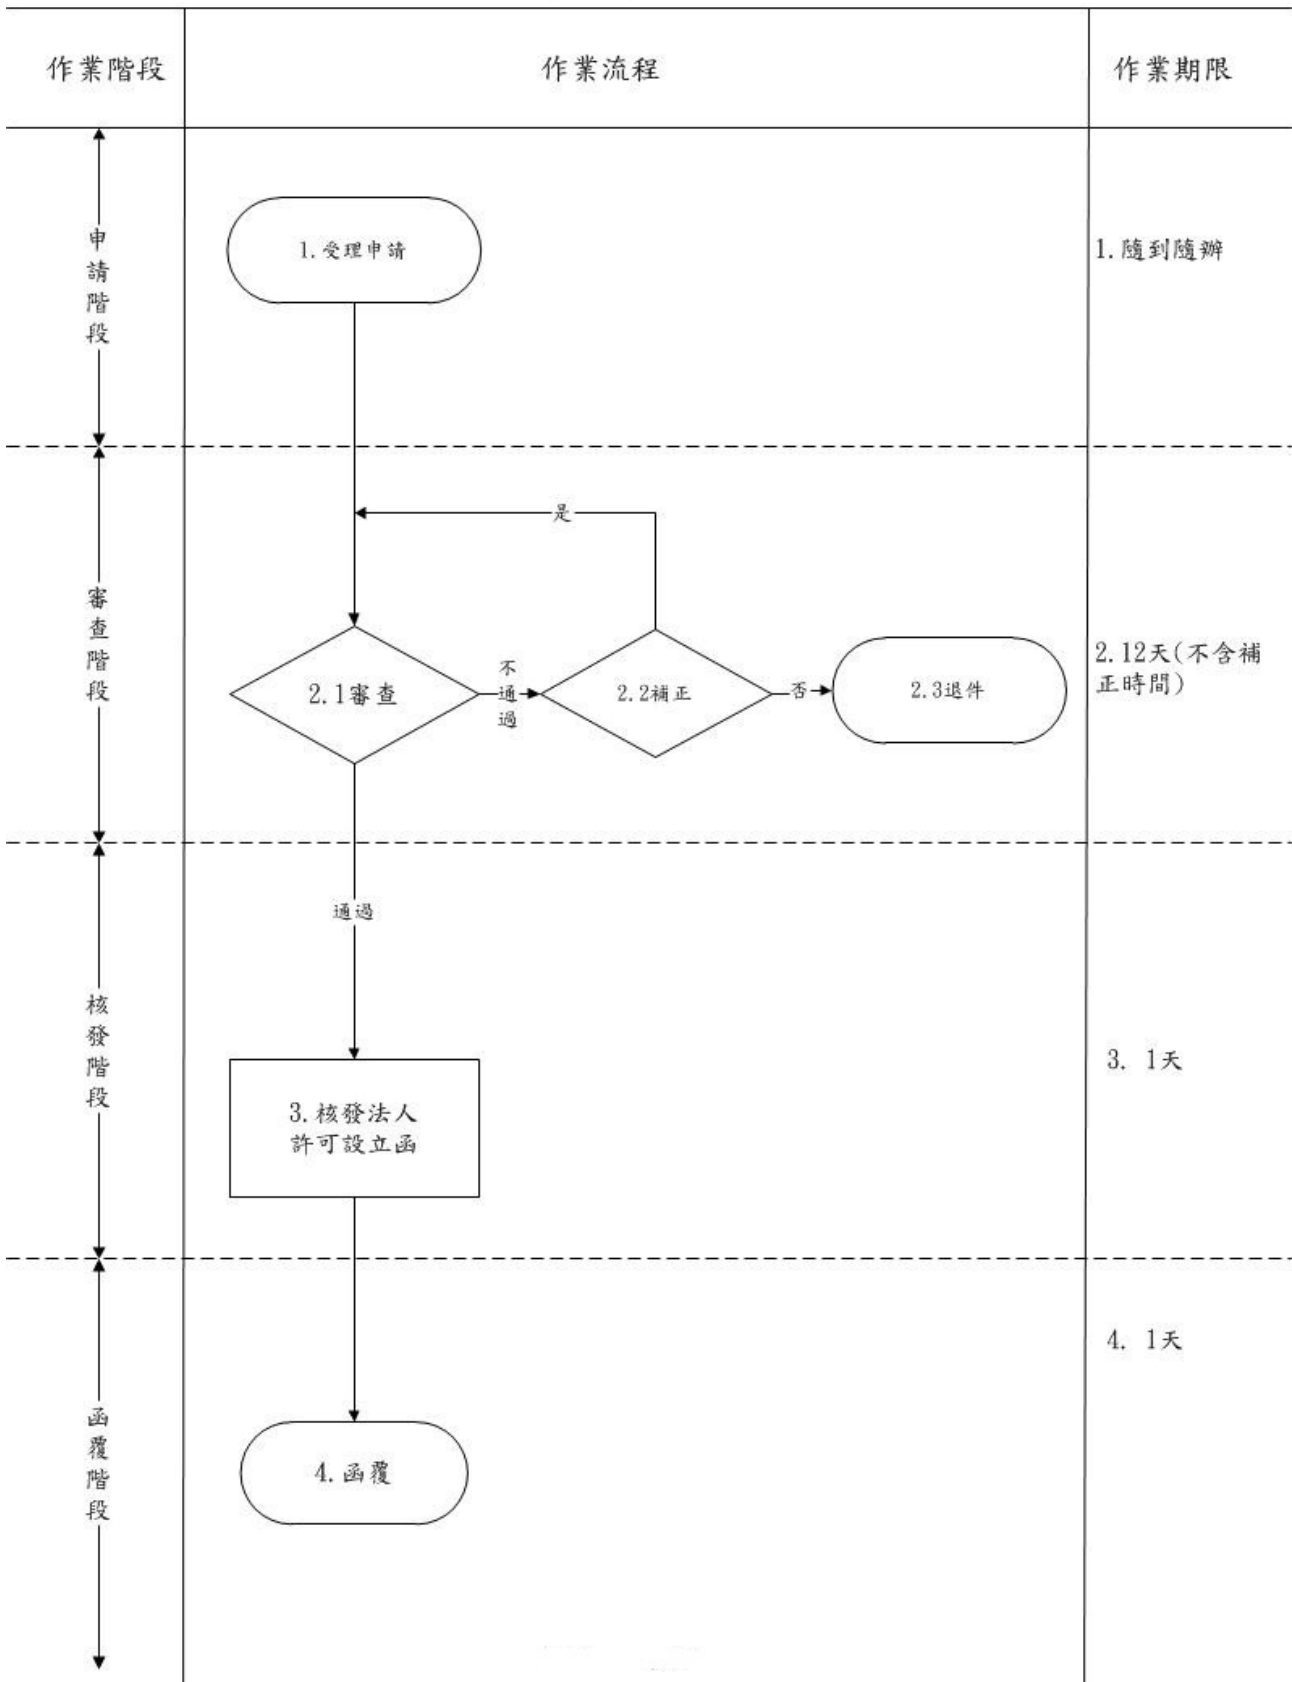 作業階段
作業流程
作業期限
申請階段
1.受理申請
1.隨到隨辦
審查階段
是
2.1審查
不通過
2.2補正
否
2.3退件
2.12天(不含補
正時間)
核發階段
通過
3.核發法人
許可設立函
3. 1天
函覆階段
4.函覆
4. 1天